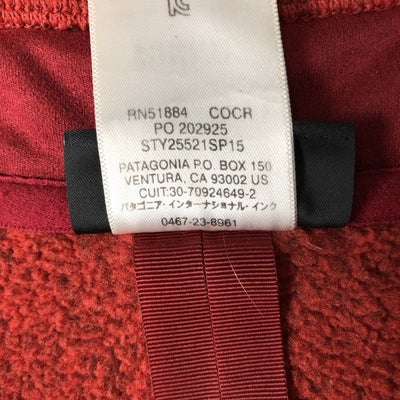 RN51884 COCR
PO 202925
STY25521SP15
PATAGONIA P.O. BOX 150
VENTURA, CA 93002 US
CUIT:30-70924649-2
パタゴニア・インターナショナル・インク
0467-23-8961